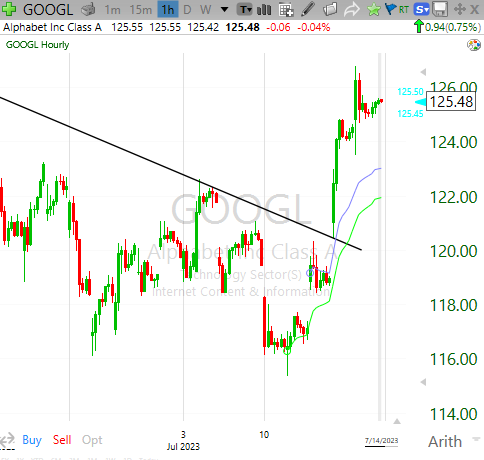 GOOGL 1m 15m 1h D W T RT S
Alphabet Inc Class A 125.55 125.55 125.42 125.48 -0.06 -0.04% 0.94(0.75%)
GOOGL Hourly
126.00
125.50
125.48
125.45
124.00
122.00
GOOGL
120.00
Alphabet Inc Class A
Technology Sector(S)
Internet Content & Information
118.00
116.00
114.00
3 10
Jul 2023 7/14/2023
Buy Sell Opt Arith